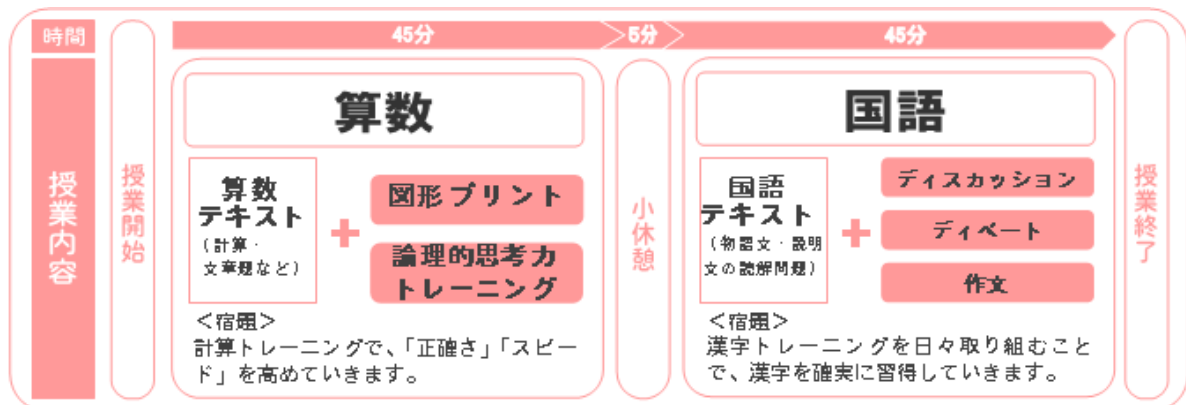 時間
45分
5分
45分
授業内容
授業開始
算数
算数
テキスト
(計算・
文章題など)
+
図形プリント
論理的思考力
トレーニング
<宿題>
計算トレーニングで、「正確さ」「スピー
ド」を高めていきます。
小休憩
国語
国語
テキスト
(物語文・説明
文の読解問題)
+
ディスカッション
ディベート
作文
<宿題>
漢字トレーニングを日々取り組むこと
で、漢字を確実に習得していきます。
授業終了